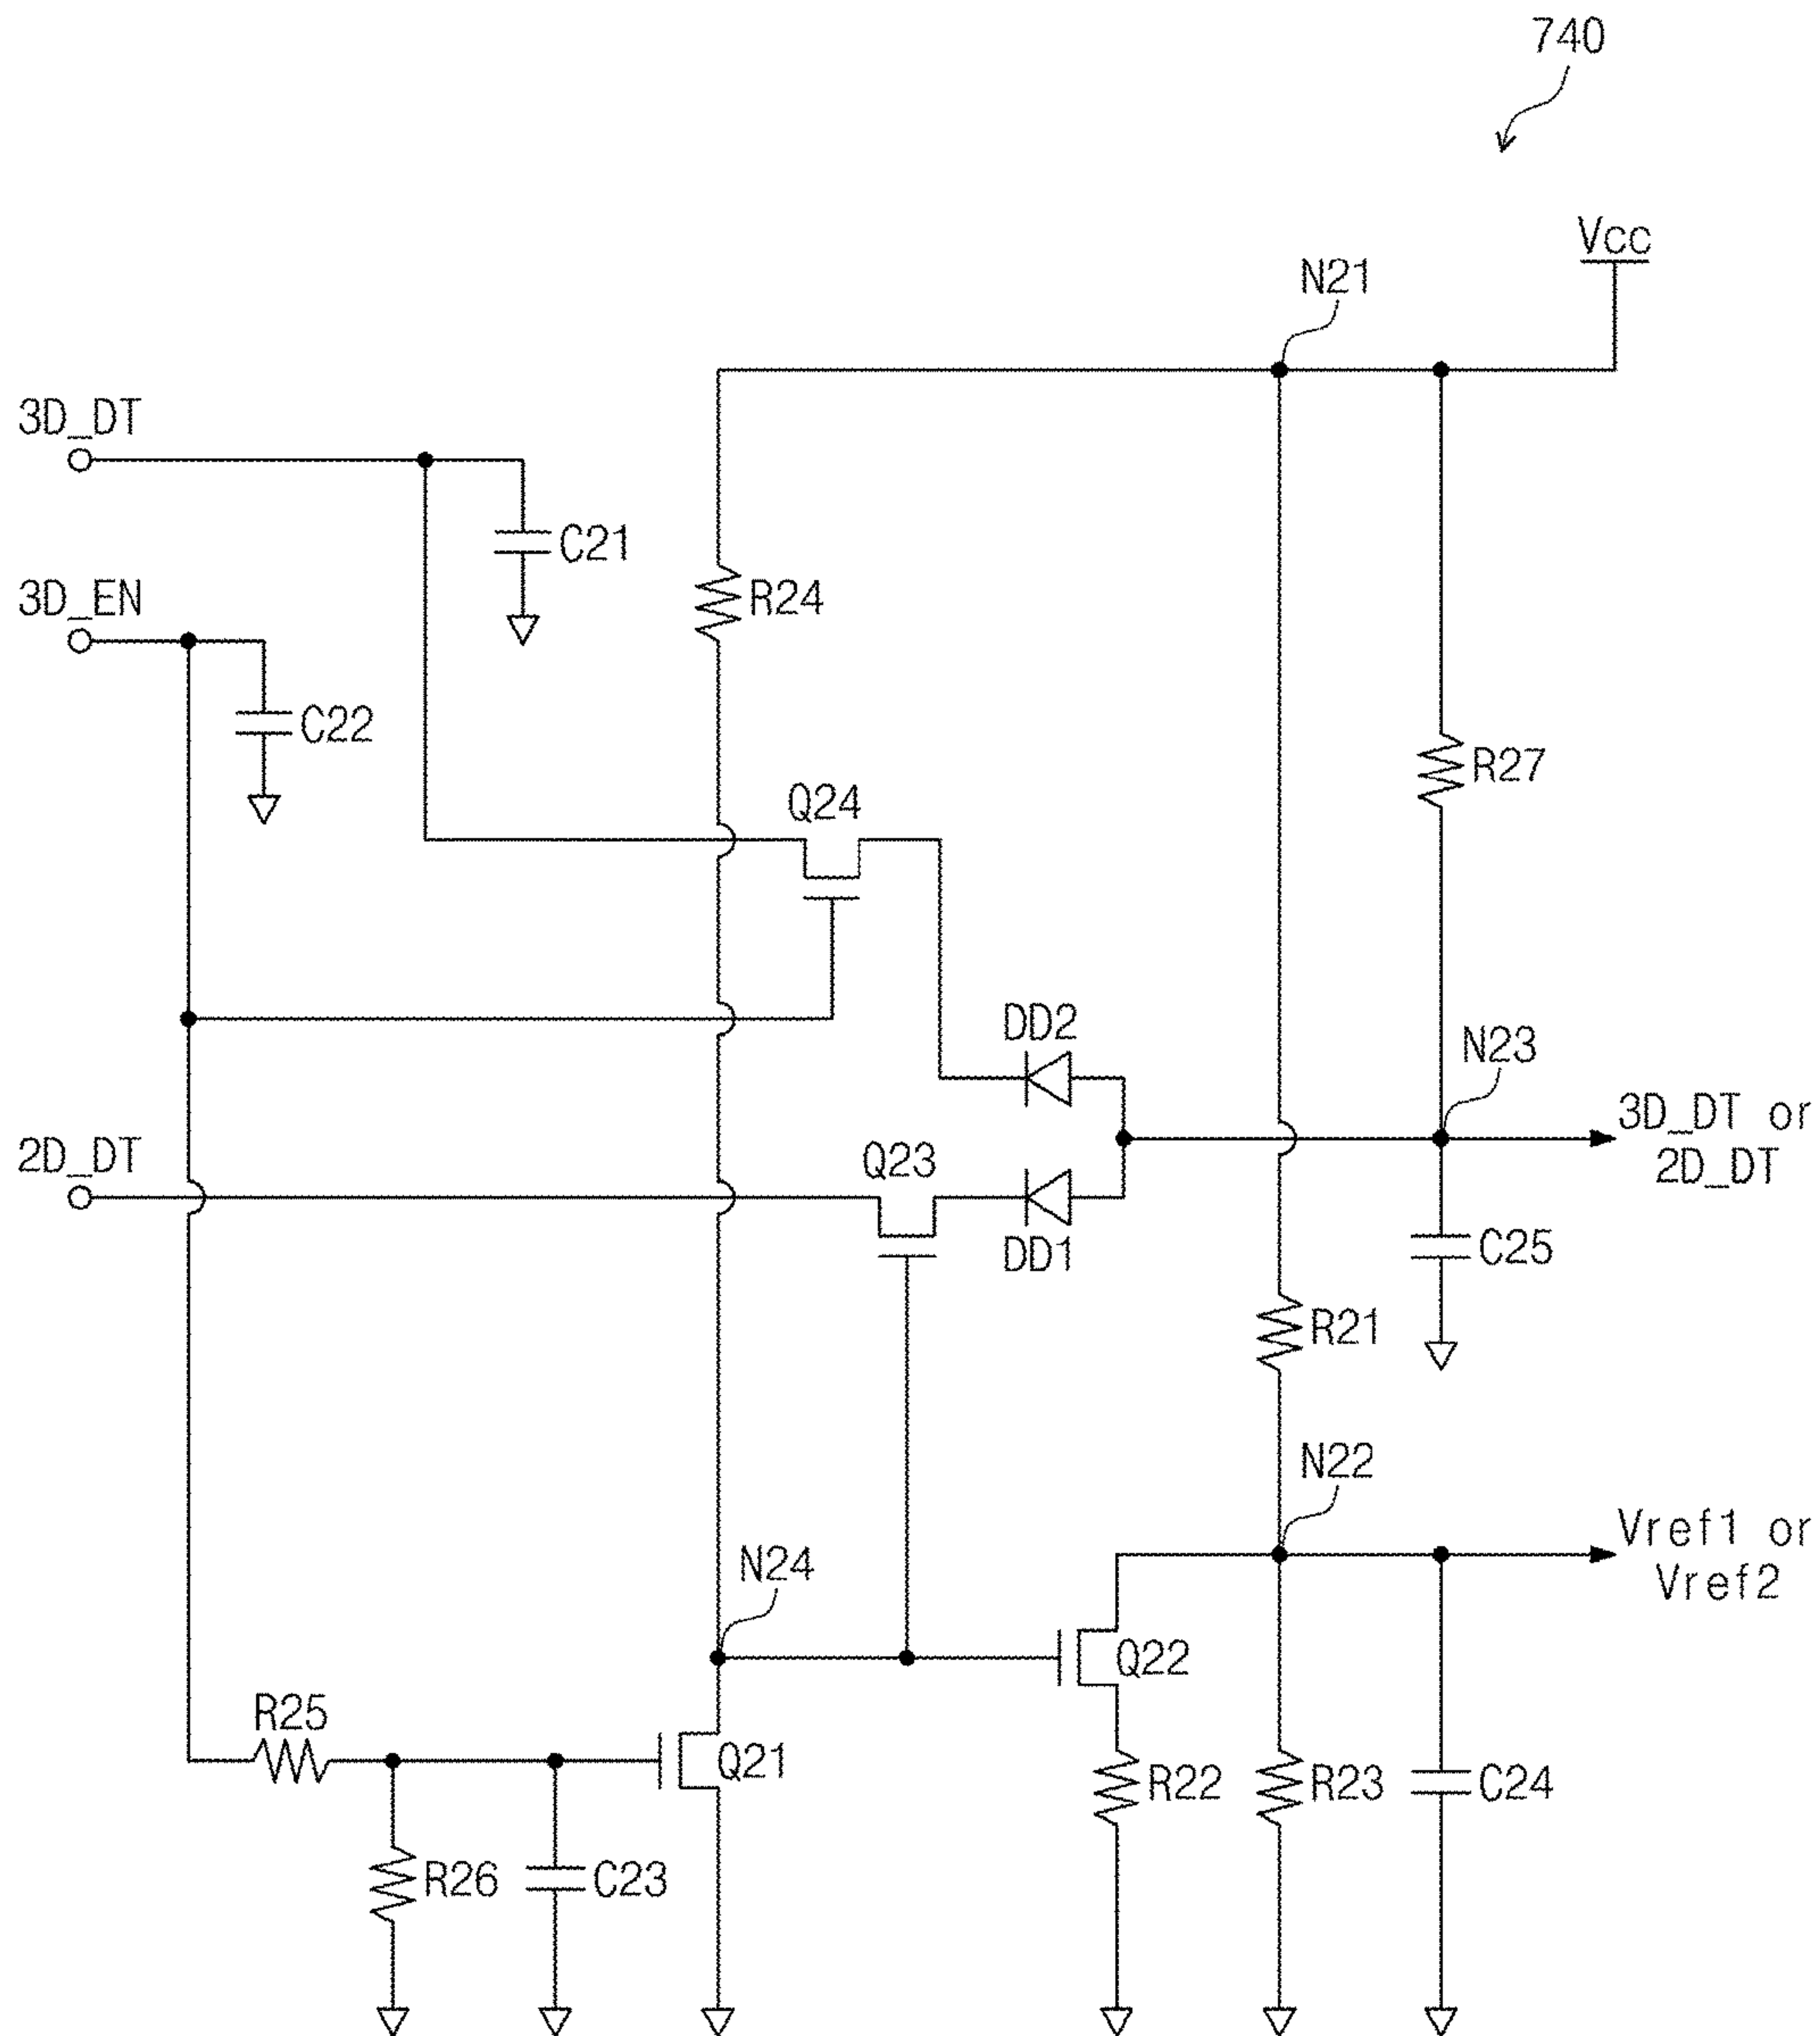 740
Vcc
N21
3D_DT
C21
3D_EN
R24
C22
R27
Q24
DD2
N23
3D_DT or
2D_DT
2D_DT
Q23
DD1
C25
R21
N22
Vref1 or
Vref2
N24
Q22
R25
Q21
R22
R23
C24
R26
C23